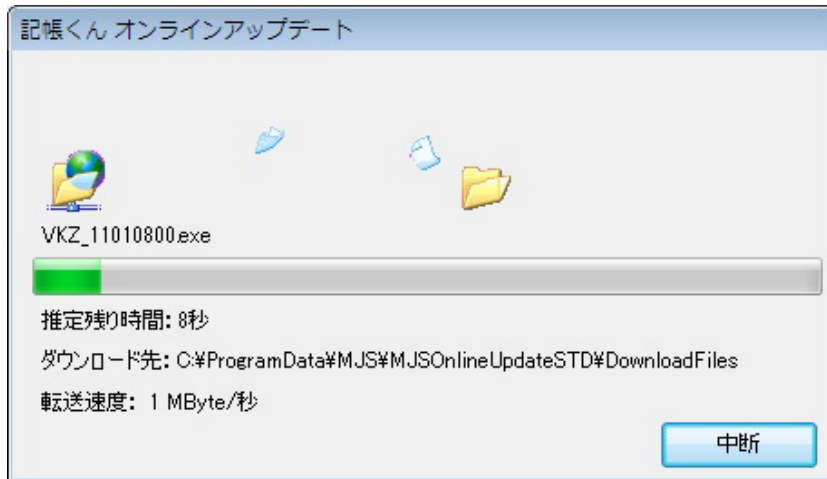 記帳くん オンラインアップデート
VKZ_11010800.exe
推定残り時間: 8秒
ダウンロード先: C:¥ProgramData¥MJS¥MJSOnlineUpdateSTD¥DownloadFiles
転送速度: 1 MByte/秒
中断